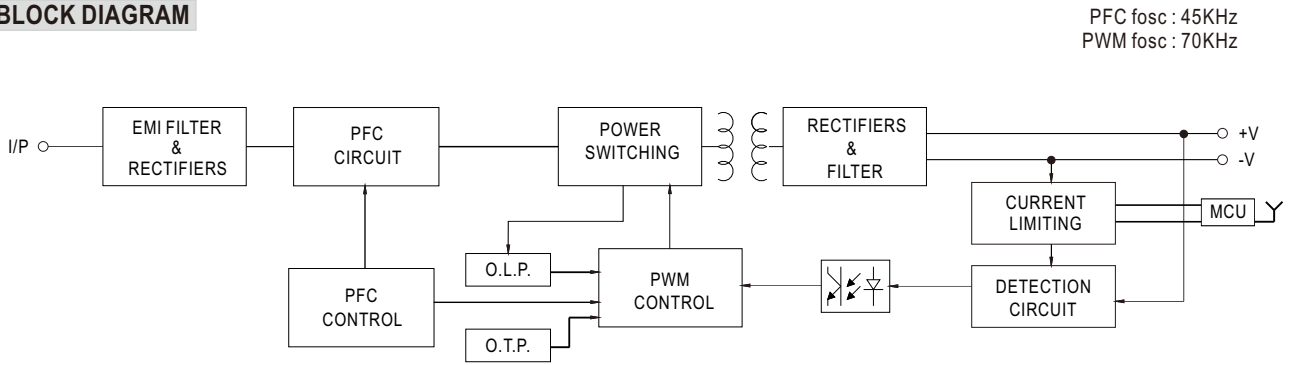 BLOCK DIAGRAM
PFC fosc : 45KHz
PWM fosc : 70KHz
I/P
EMI FILTER
&
RECTIFIERS
PFC
CIRCUIT
POWER
SWITCHING
RECTIFIERS
&
FILTER
+V
-V
CURRENT
LIMITING
MCU
O.L.P.
PFC
CONTROL
PWM
CONTROL
DETECTION
CIRCUIT
O.T.P.